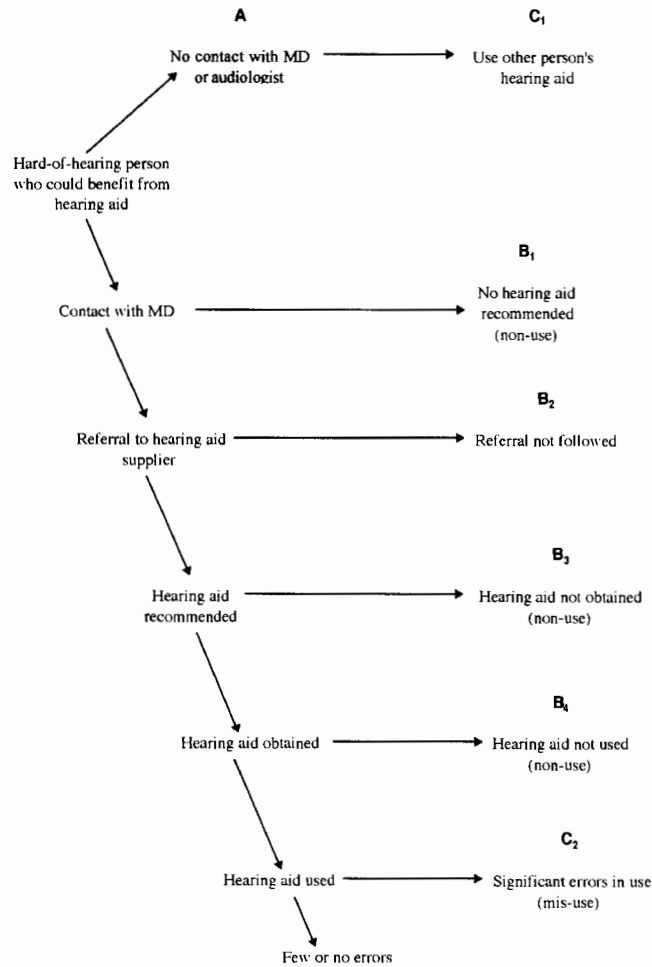 A
C₁
No contact with MD
or audiologist
Use other person's
hearing aid
Hard-of-hearing person
who could benefit from
hearing aid
B₁
Contact with MD
No hearing aid
recommended
(non-use)
B₂
Referral to hearing aid
supplier
Referral not followed
B₃
Hearing aid
recommended
Hearing aid not obtained
(non-use)
B₄
Hearing aid obtained
Hearing aid not used
(non-use)
C₂
Hearing aid used
Significant errors in use
(mis-use)
Few or no errors